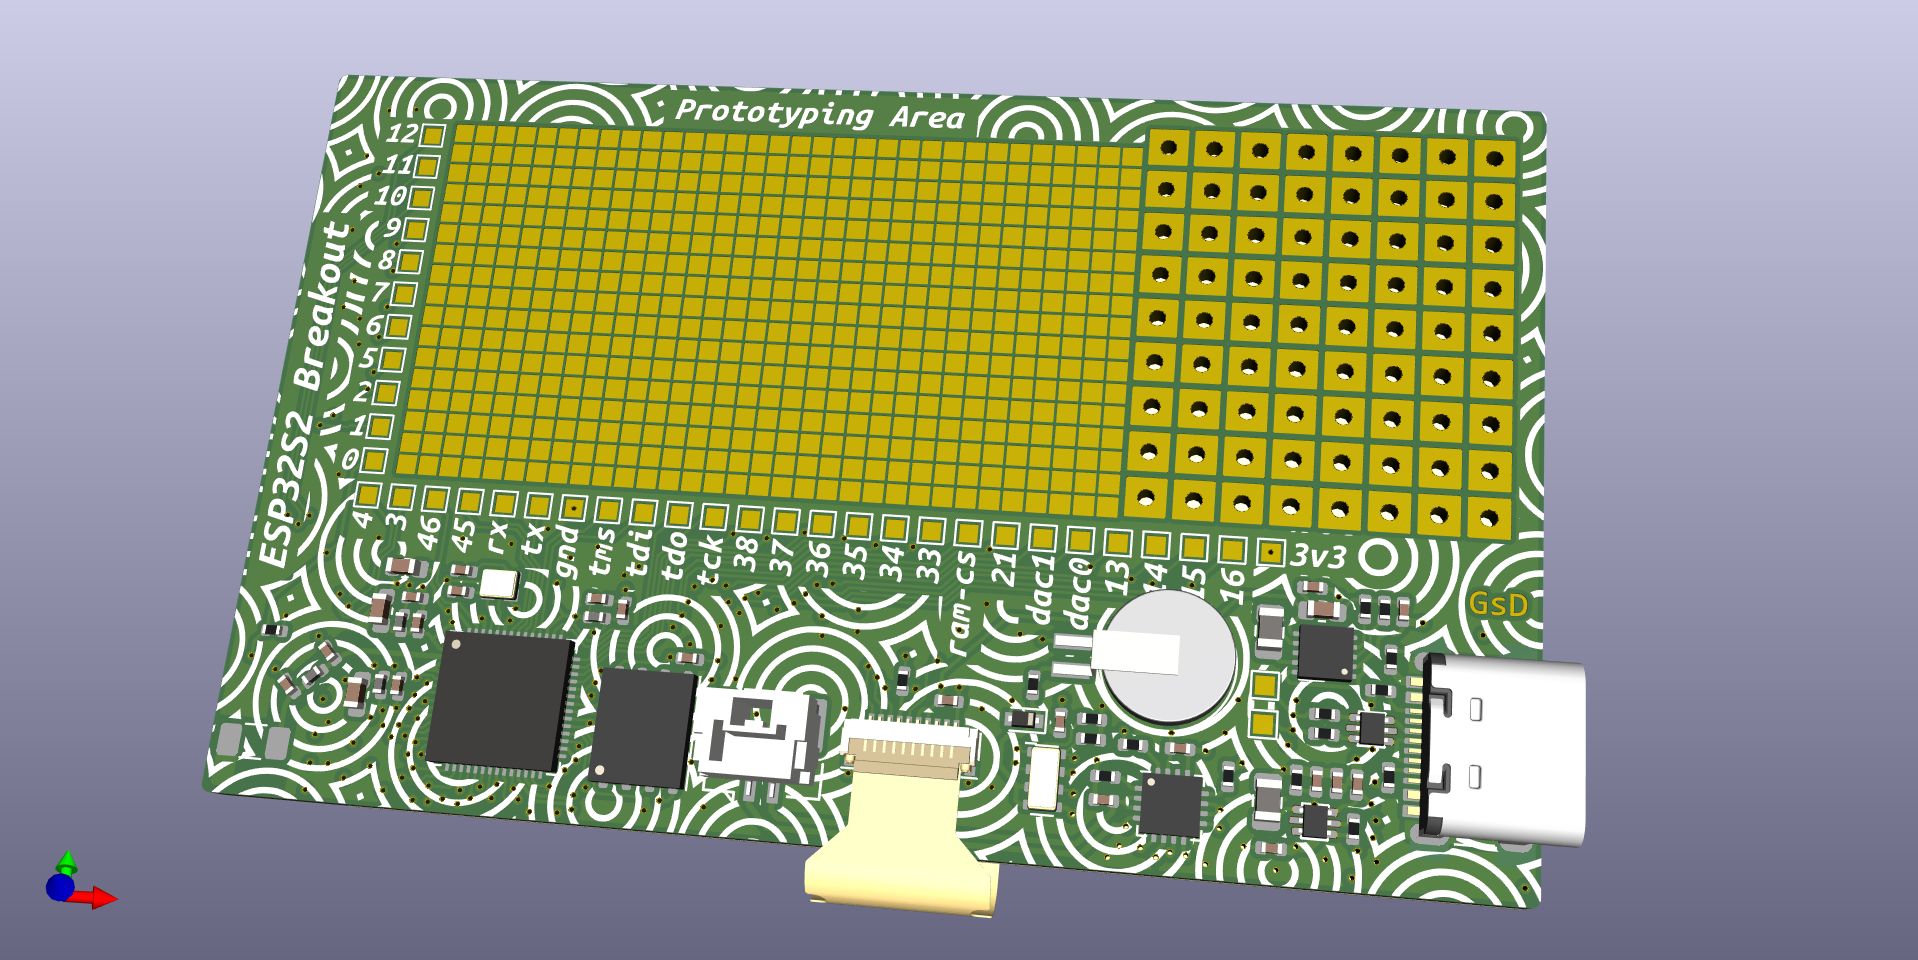 Prototyping Area
12
11
10
9
8
7
6
5
2
1
0
ESP32S2 Breakout
4
3
46
45
rx
tx
gnd
tms
tdi
tdo
tck
38
37
36
35
34
33
ram-cs
21
dac1
dac0
13
14
15
16
3v3
GsD